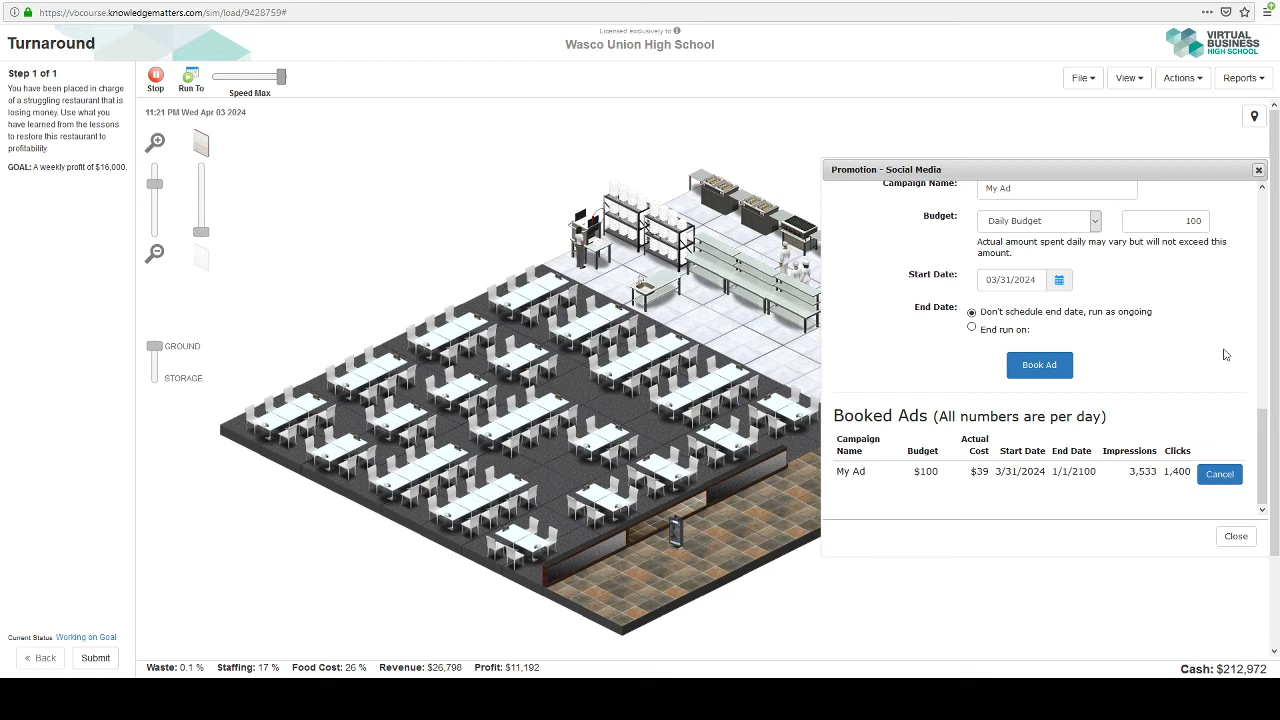 https://vbcourse.knowledgematters.com/sim/load/9428759#
Turnaround
Licensed exclusively to
Wasco Union High School
VIRTUAL
BUSINESS
HIGH SCHOOL
Step 1 of 1
You have been placed in charge
of a struggling restaurant that is
losing money. Use what you
have learned from the lessons
to restore this restaurant to
profitability
GOAL: A weekly profit of $16,000.
Stop
Run To
Speed Max
File
View
Actions
Reports
11:21 PM Wed Apr 03 2024
GROUND
STORAGE
Promotion - Social Media
Campaign Name:
My Ad
Budget:
Daily Budget
100
Actual amount spent daily may vary but will not exceed this
amount.
Start Date:
03/31/2024
End Date:
Don't schedule end date, run as ongoing
End run on:
Book Ad
Booked Ads (All numbers are per day)
Campaign Name Budget Actual Cost Start Date End Date Impressions Clicks
My Ad $100 $39 3/31/2024 1/1/2100 3,533 1,400 Cancel
Close
Current Status: Working on Goal
« Back
Submit
Waste: 0.1 % Staffing: 17 % Food Cost: 26 % Revenue: $26,798 Profit: $11,192
Cash: $212,972